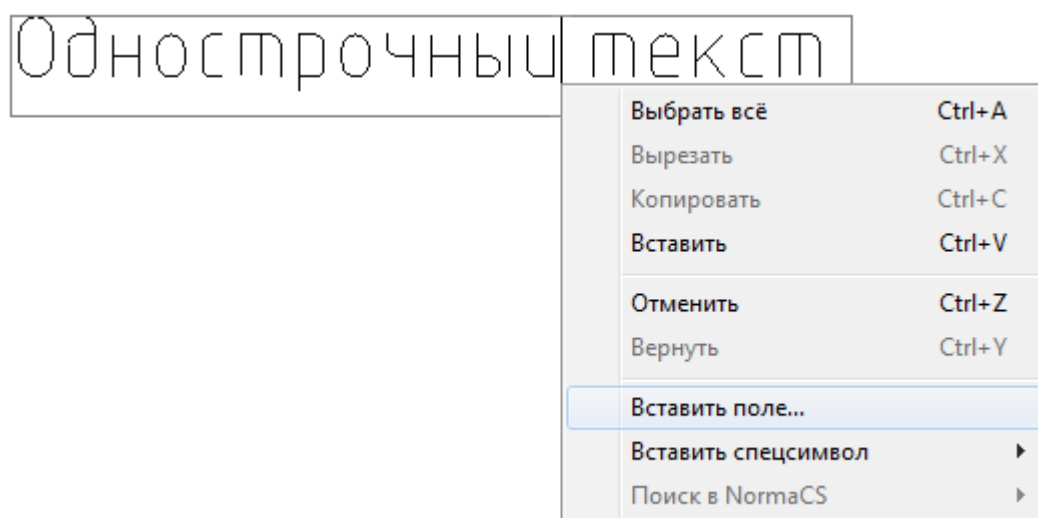 Однострочный текст
Выбрать всё Ctrl+A
Вырезать Ctrl+X
Копировать Ctrl+C
Вставить Ctrl+V
Отменить Ctrl+Z
Вернуть Ctrl+Y
Вставить поле...
Вставить спецсимвол
Поиск в NormaCS